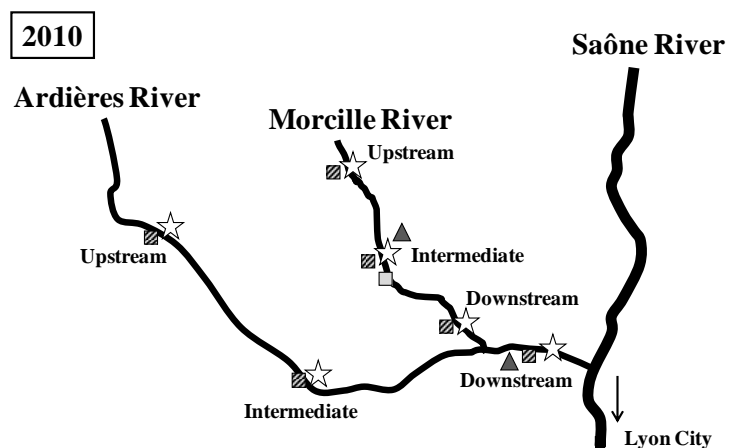 2010
Saône River
Ardières River
Morcille River
Upstream
Upstream
Intermediate
Downstream
Downstream
Intermediate
Lyon City